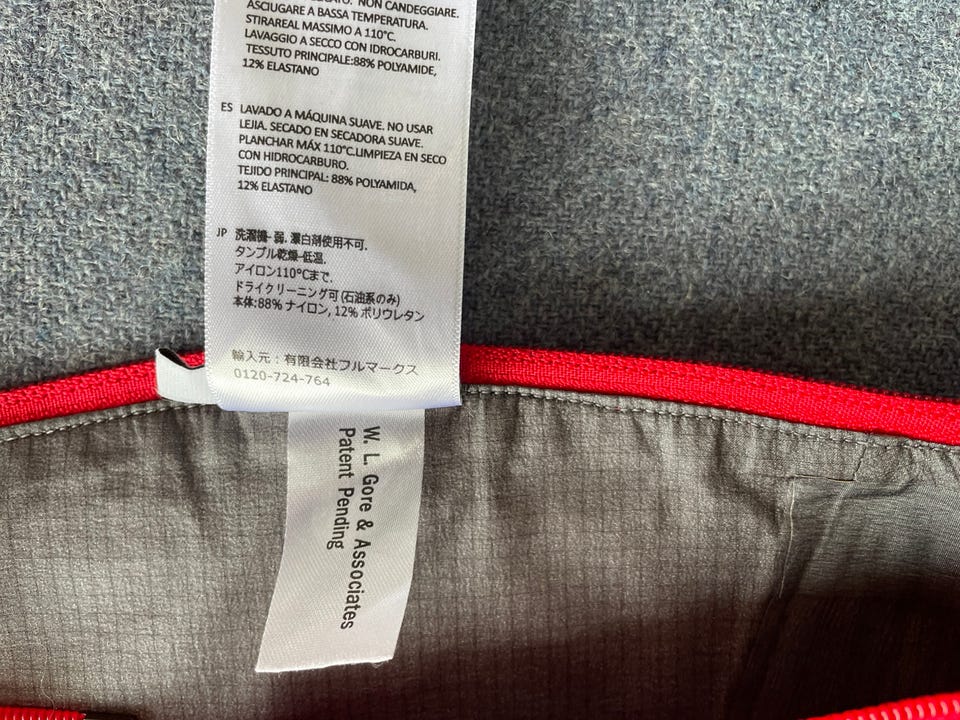 NON CANDEGGIARE.
ASCIUGARE A BASSA TEMPERATURA.
STIRAREAL MASSIMO A 110°C.
LAVAGGIO A SECCO CON IDROCARBURI.
TESSUTO PRINCIPALE:88% POLYAMIDE,
12% ELASTANO
ES LAVADO A MÁQUINA SUAVE. NO USAR
LEJIA. SECADO EN SECADORA SUAVE.
PLANCHAR MÁX 110°C.LIMPIEZA EN SECO
CON HIDROCARBURO.
TEJIDO PRINCIPAL: 88% POLYAMIDA,
12% ELASTANO
JP 洗濯機- 弱. 漂白剤使用不可.
タンブル乾燥-低温.
アイロン110°Cまで.
ドライクリーニング可(石油系のみ)
本体:88% ナイロン, 12% ポリウレタン
輸入元：有限会社フルマークス
0120-724-764
W. L. Gore & Associates
Patent Pending